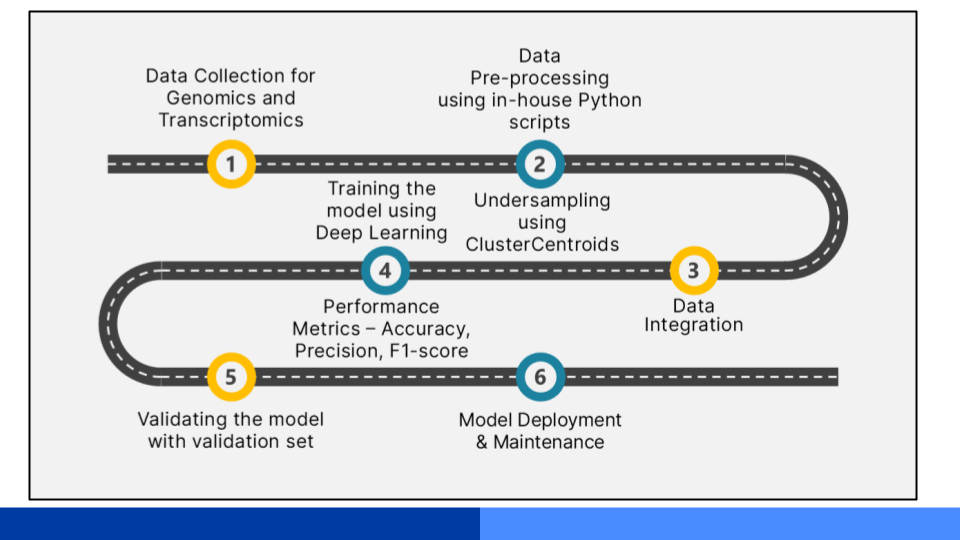 Data Collection for
Genomics and
Transcriptomics
1
Data
Pre-processing
using in-house Python
scripts
2
Undersampling
using
ClusterCentroids
3
Data
Integration
Training the
model using
Deep Learning
4
Performance
Metrics – Accuracy,
Precision, F1-score
5
Validating the model
with validation set
6
Model Deployment
& Maintenance